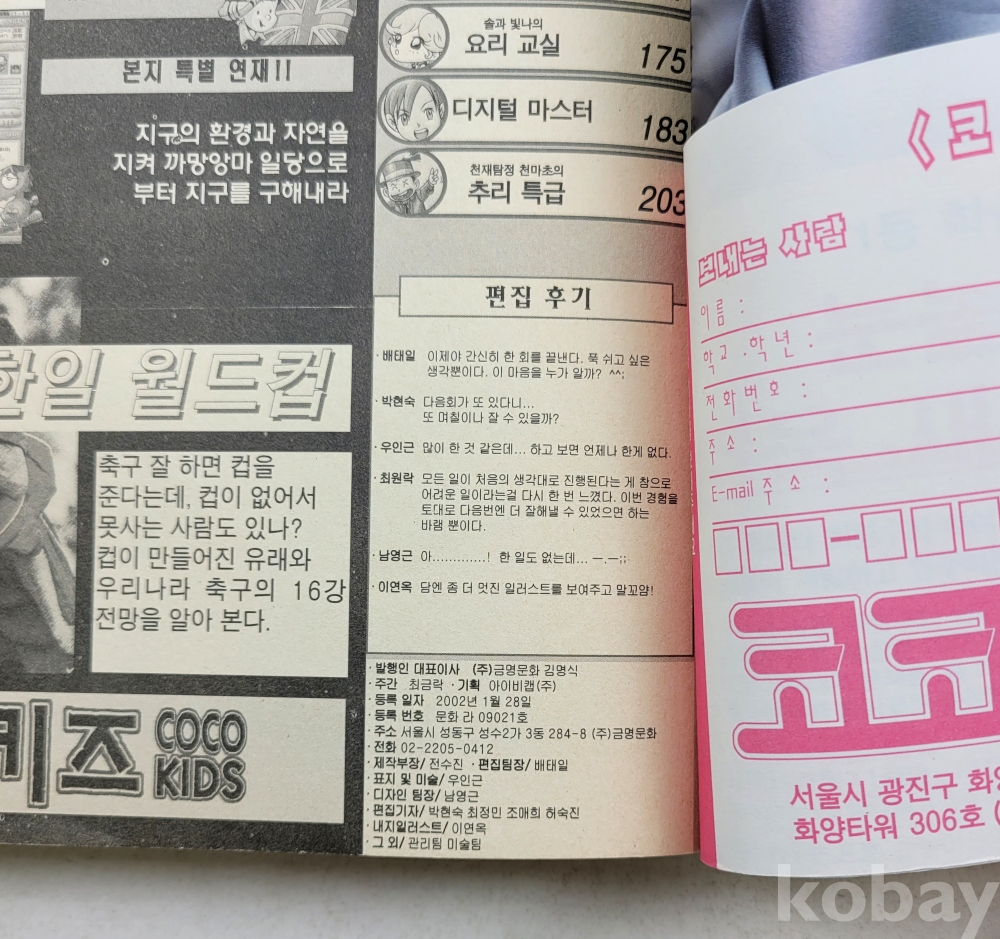 본지 특별 연재!!
지구의 환경과 자연을
지켜 까망앙마 일당으로
부터 지구를 구해내라
한일 월드컵
축구 잘 하면 컵을
준다는데, 컵이 없어서
못사는 사람도 있나?
컵이 만들어진 유래와
우리나라 축구의 16강
전망을 알아 본다.
키즈 COCO
KIDS
솔과 빛나의
요리 교실 175
디지털 마스터 183
천재탐정 천마초의
추리 특급 203
편집 후기
· 배태일 이제야 간신히 한 회를 끝낸다. 푹 쉬고 싶은
생각뿐이다. 이 마음을 누가 알까? ^^;
· 박현숙 다음회가 또 있다니...
또 며칠이나 잘 수 있을까?
· 우인근 많이 한 것 같은데... 하고 보면 언제나 한게 없다.
· 최원락 모든 일이 처음의 생각대로 진행된다는 게 참으로
어려운 일이라는걸 다시 한 번 느꼈다. 이번 경험을
토대로 다음번엔 더 잘해낼 수 있었으면 하는
바램 뿐이다.
· 남영근 아.............! 한 일도 없는데... ㅡ.ㅡ;;
· 이연옥 담엔 좀 더 멋진 일러스트를 보여주고 말꼬얌!
· 발행인 대표이사 (주)금명문화 김명식
· 주간 최금락 · 기획 아이비캡(주)
· 등록 일자 2002년 1월 28일
· 등록 번호 문화 라 09021호
· 주소 서울시 성동구 성수2가 3동 284-8 (주)금명문화
· 전화 02-2205-0412
· 제작부장/ 전수진 · 편집팀장/ 배태일
· 표지 및 미술/ 우인근
· 디자인 팀장/ 남영근
· 편집기자/ 박현숙 최정민 조매희 허숙진
· 내지일러스트/ 이연옥
· 그 외/ 관리팀 미술팀
〈코
보내는 사람
이름 :
학교 . 학년 :
전화번호 :
주소 :
E-mail 주소 :
코코
서울시 광진구 화양
화양타워 306호 (
kobay